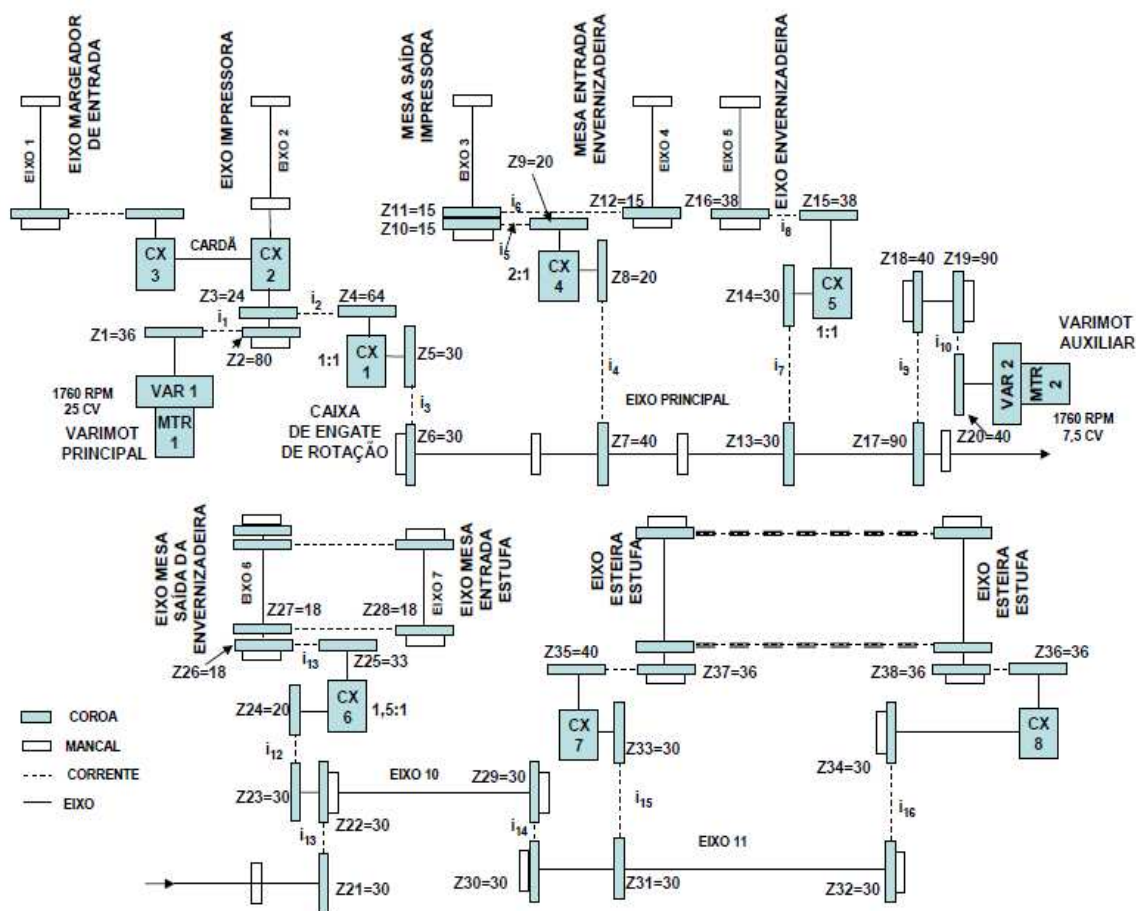 EIXO MARGEADOR
DE ENTRADA
EIXO 1
EIXO IMPRESSORA
EIXO 2
MESA SAÍDA
IMPRESSORA
EIXO 3
MESA ENTRADA
ENVERNIZADEIRA
EIXO 4
EIXO 5
EIXO ENVERNIZADEIRA
Z9=20
Z11=15
i6
Z12=15
Z16=38
Z15=38
Z10=15
i5
i8
CARDÃ
CX
3
CX
2
2:1
CX
4
Z8=20
Z14=30
CX
5
1:1
Z18=40
Z19=90
Z3=24
i2
Z4=64
Z1=36
i1
Z2=80
1:1
CX
1
Z5=30
i3
i4
i7
i9
i10
VARIMOT
AUXILIAR
VAR 2
MTR
2
1760 RPM
7,5 CV
1760 RPM
25 CV
VAR 1
MTR
1
VARIMOT
PRINCIPAL
CAIXA
DE ENGATE
DE ROTAÇÃO
EIXO PRINCIPAL
Z6=30
Z7=40
Z13=30
Z17=90
Z20=40
EIXO MESA
SAÍDA DA
ENVERNIZADEIRA
EIXO 6
EIXO 7
EIXO MESA
ENTRADA
ESTUFA
EIXO
ESTEIRA
ESTUFA
EIXO
ESTEIRA
ESTUFA
Z27=18
Z28=18
Z26=18
i13
Z25=33
Z35=40
Z37=36
Z38=36
Z36=36
Z24=20
CX
6
1,5:1
CX
7
Z33=30
CX
8
Z34=30
i12
Z23=30
Z22=30
EIXO 10
Z29=30
i15
i16
i13
i14
EIXO 11
Z21=30
Z30=30
Z31=30
Z32=30
COROA
MANCAL
CORRENTE
EIXO